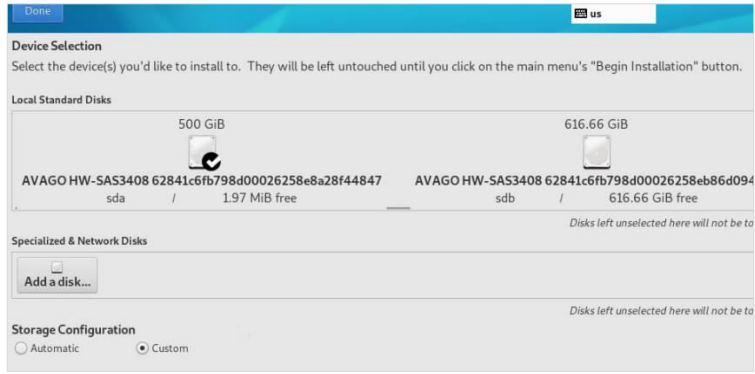 Done
us
Device Selection
Select the device(s) you'd like to install to. They will be left untouched until you click on the main menu's "Begin Installation" button.
Local Standard Disks
500 GiB
616.66 GiB
AVAGO HW-SAS3408 62841c6fb798d00026258e8a28f44847
AVAGO HW-SAS3408 62841c6fb798d00026258eb86d094
sda / 1.97 MiB free
sdb / 616.66 GiB free
Disks left unselected here will not be to
Specialized & Network Disks
Add a disk...
Disks left unselected here will not be to
Storage Configuration
Automatic
Custom